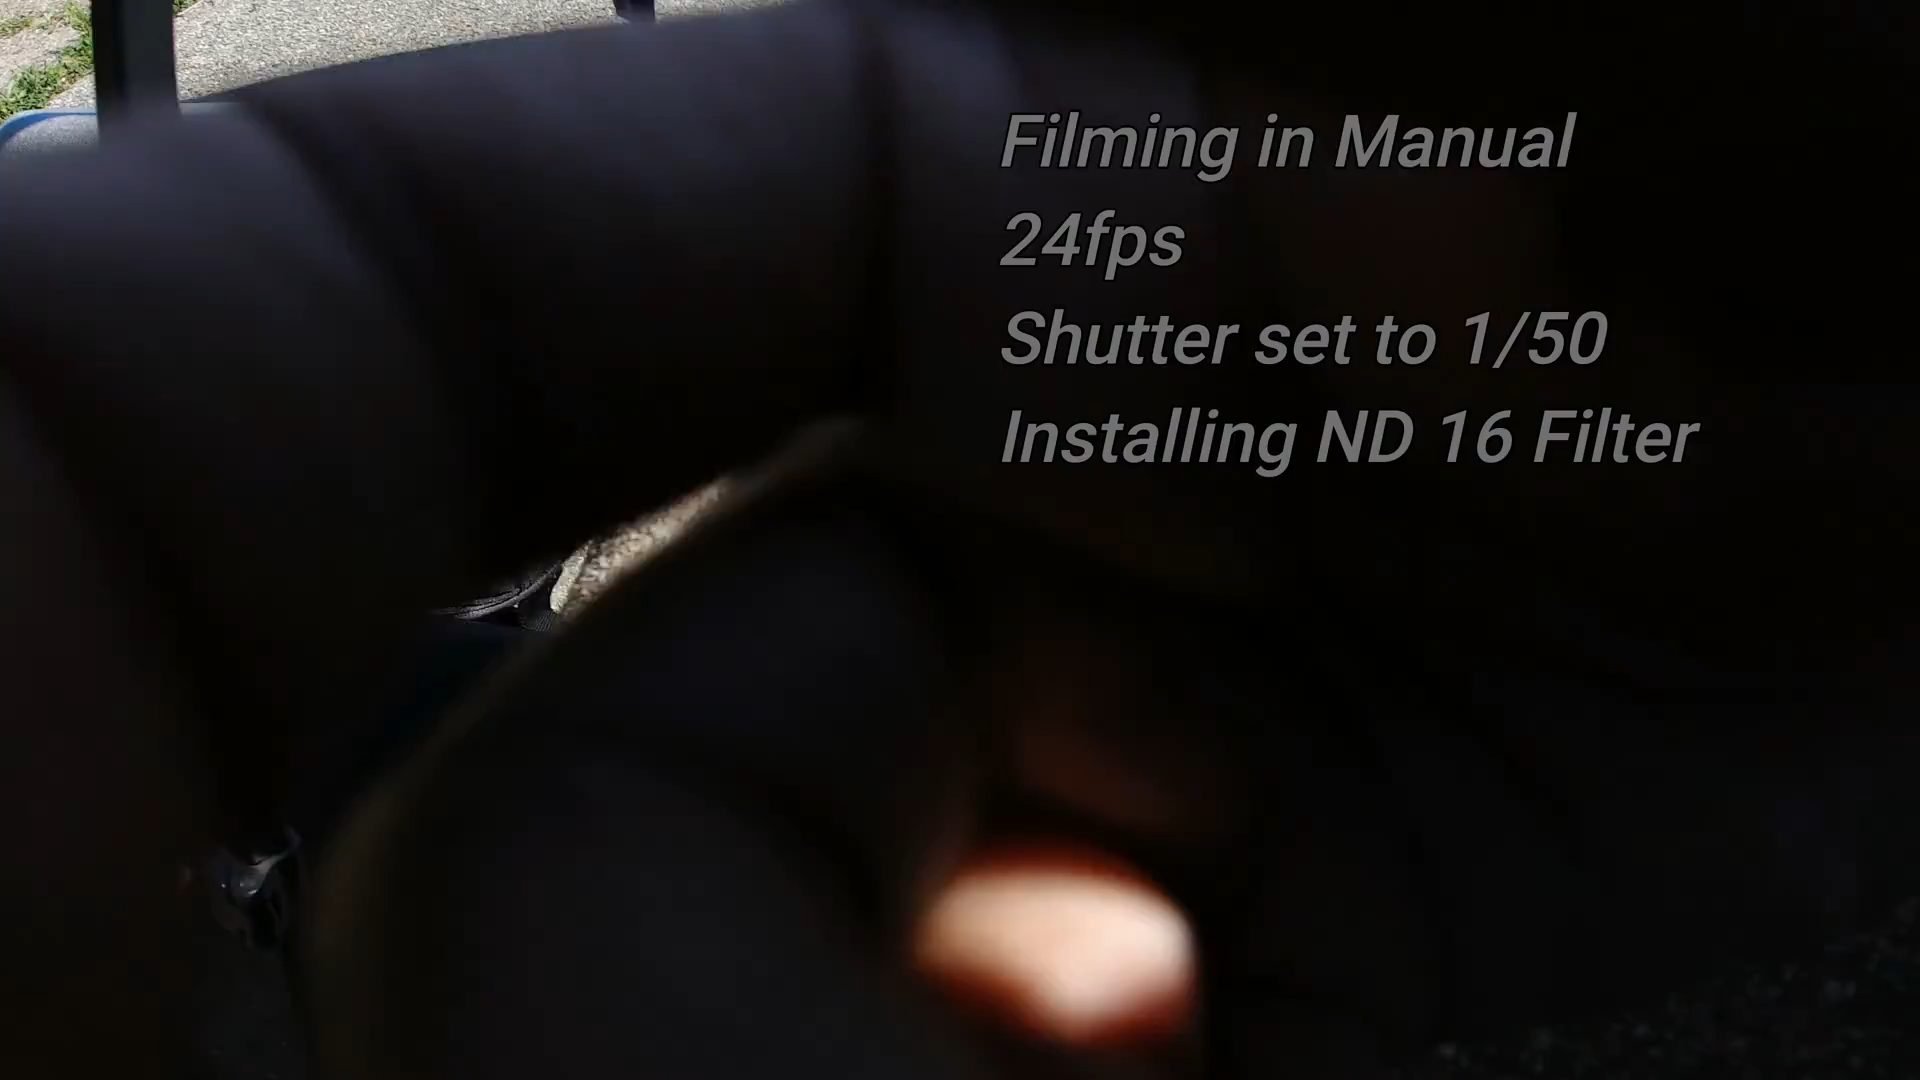 Filming in Manual
24fps
Shutter set to 1/50
Installing ND 16 Filter